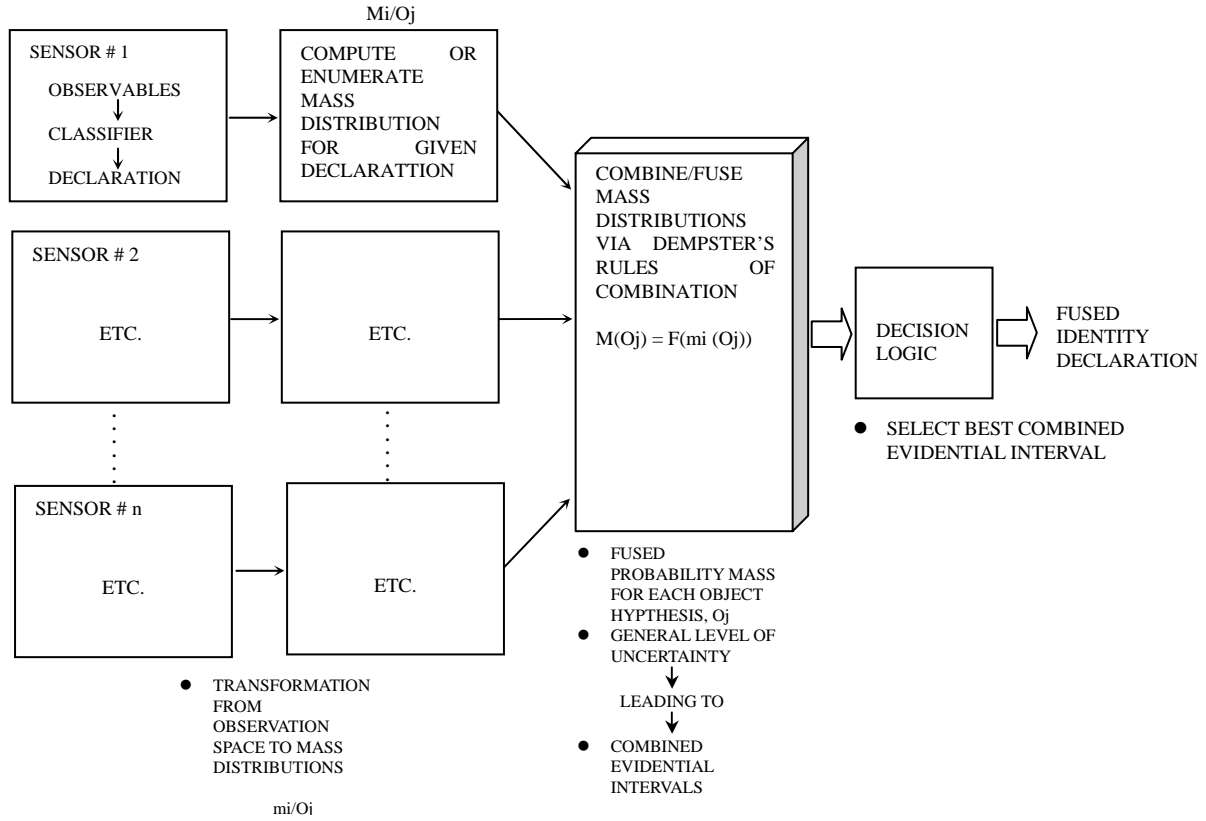 Mi/Oj
SENSOR # 1
OBSERVABLES
CLASSIFIER
DECLARATION
COMPUTE OR
ENUMERATE
MASS
DISTRIBUTION
FOR GIVEN
DECLARATTION
SENSOR # 2
ETC.
ETC.
SENSOR # n
ETC.
ETC.
● TRANSFORMATION
FROM
OBSERVATION
SPACE TO MASS
DISTRIBUTIONS
mi/Oj
COMBINE/FUSE
MASS
DISTRIBUTIONS
VIA DEMPSTER’S
RULES OF
COMBINATION
M(Oj) = F(mi (Oj))
● FUSED
PROBABILITY MASS
FOR EACH OBJECT
HYPTHESIS, Oj
● GENERAL LEVEL OF
UNCERTAINTY
LEADING TO
● COMBINED
EVIDENTIAL
INTERVALS
DECISION
LOGIC
● SELECT BEST COMBINED
EVIDENTIAL INTERVAL
FUSED
IDENTITY
DECLARATION